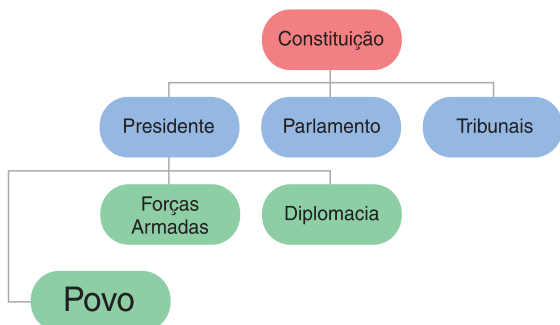 Constituição
Presidente
Parlamento
Tribunais
Forças
Armadas
Diplomacia
Povo